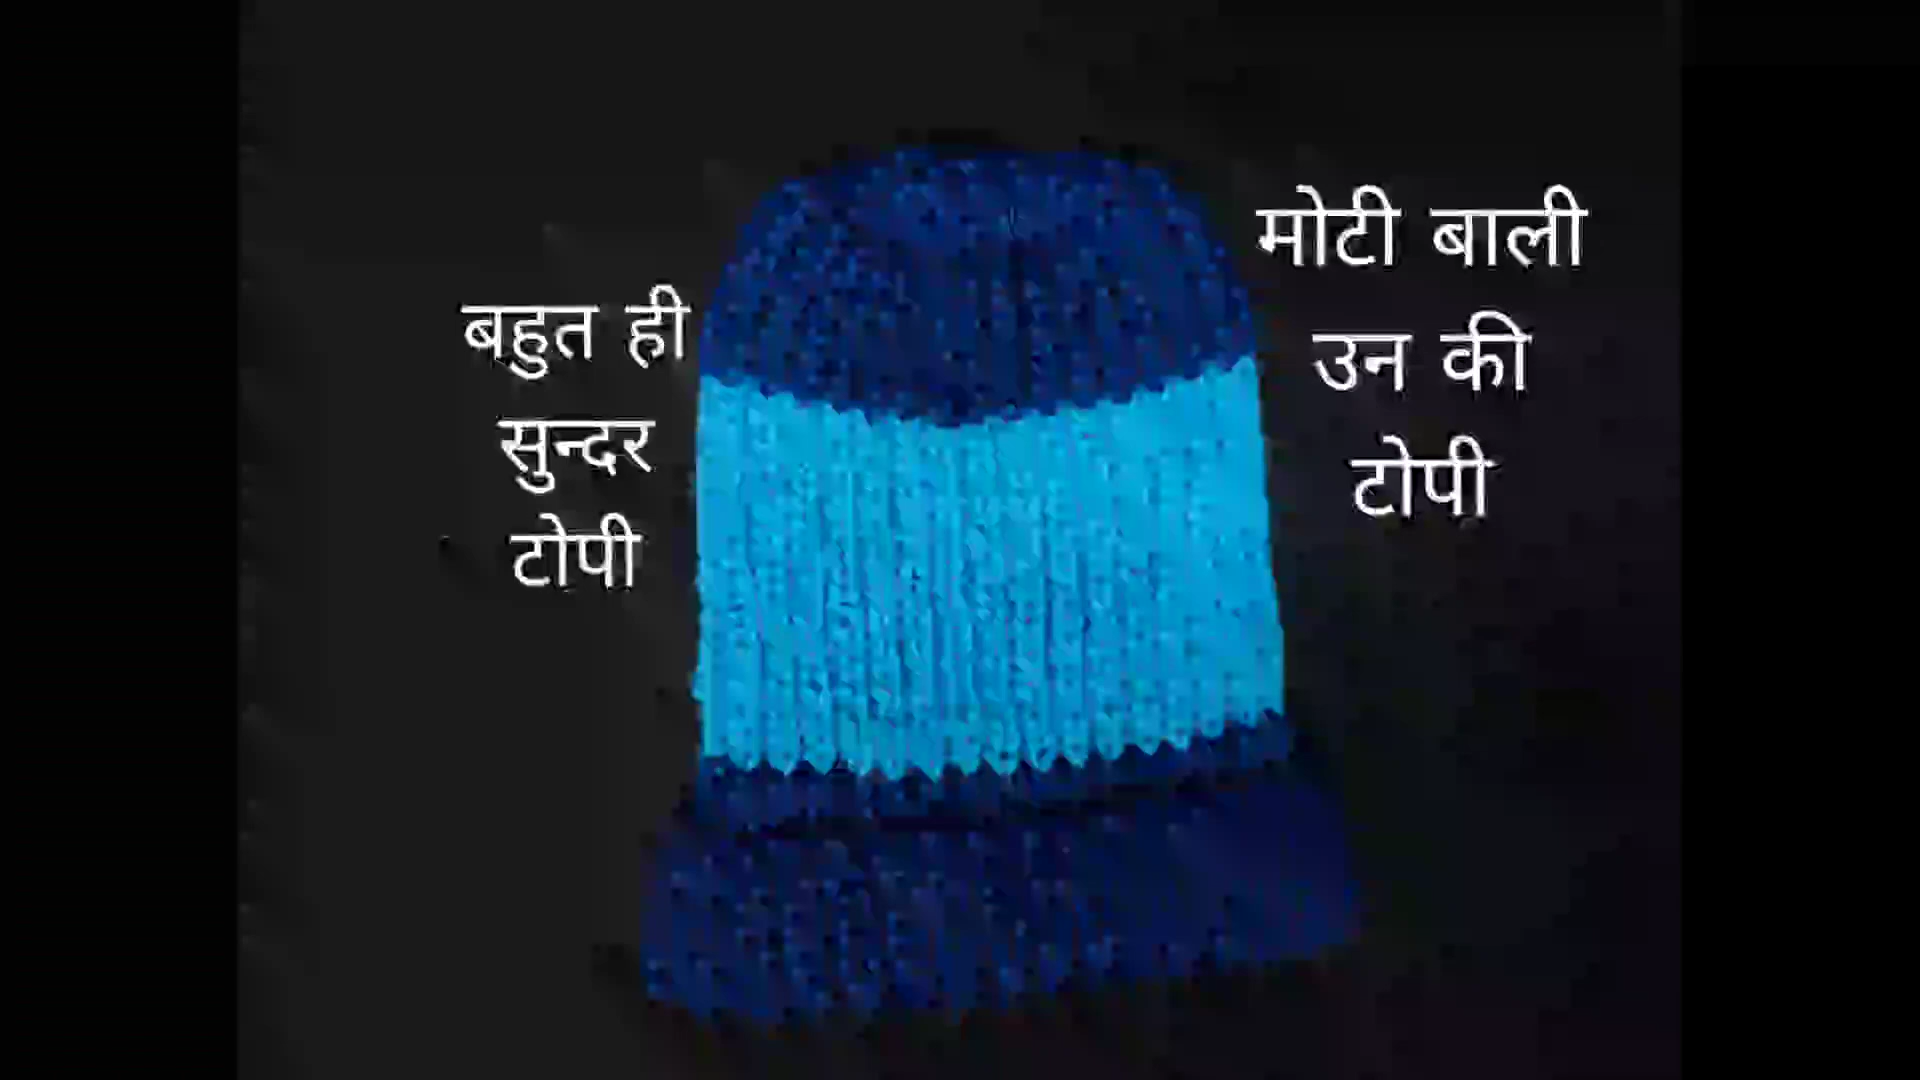 बहुत ही
सुन्दर
टोपी
मोटी बाली
उन की
टोपी